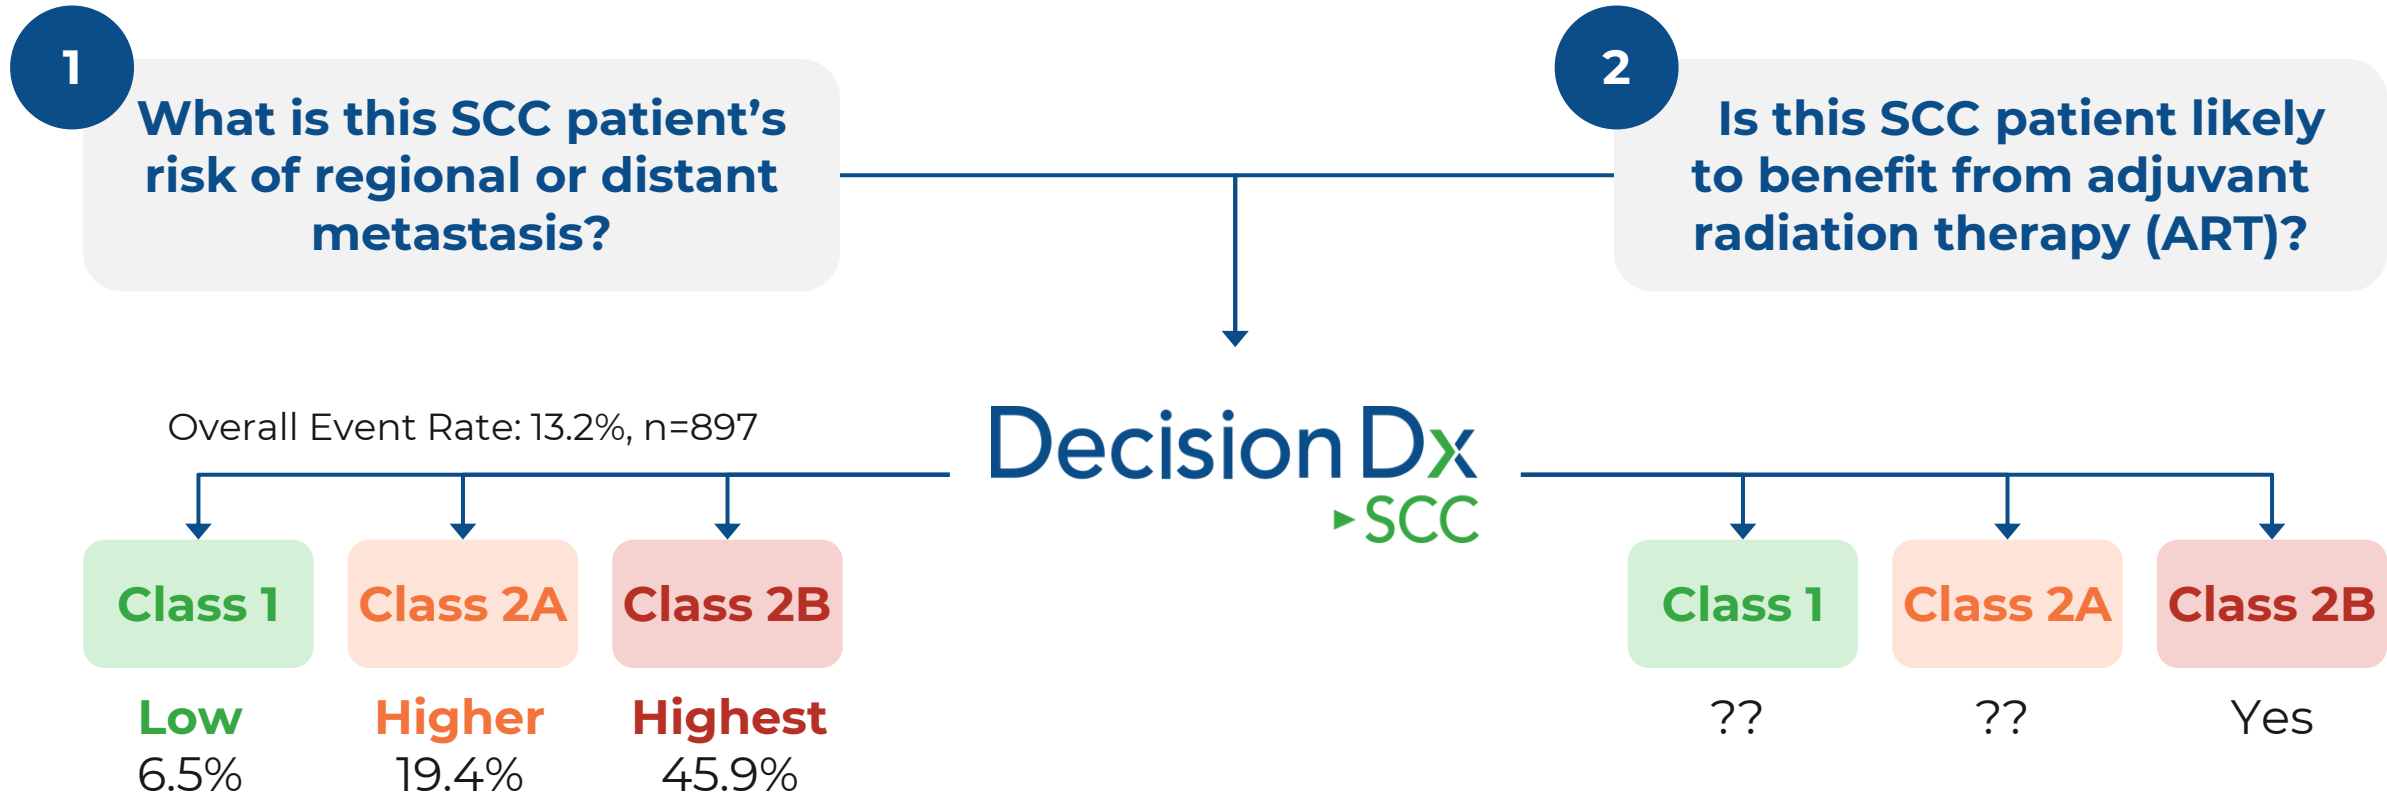 1
What is this SCC patient’s
risk of regional or distant
metastasis?
2
Is this SCC patient likely
to benefit from adjuvant
radiation therapy (ART)?
Overall Event Rate: 13.2%, n=897
DecisionDx
SCC
Class 1
Class 2A
Class 2B
Low
Higher
Highest
6.5%
19.4%
45.9%
Class 1
Class 2A
Class 2B
??
??
Yes